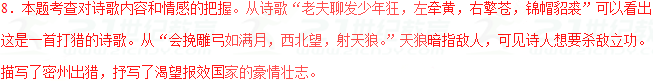 8．本题考查对诗歌内容和情感的把握。从诗歌“老夫聊发少年狂，左牵黄，右擎苍，锦帽貂裘”可以看出
这是一首打猎的诗歌。从“会挽雕弓如满月，西北望，射天狼。”天狼暗指敌人，可见诗人想要杀敌立功。
描写了密州出猎，抒写了渴望报效国家的豪情壮志。